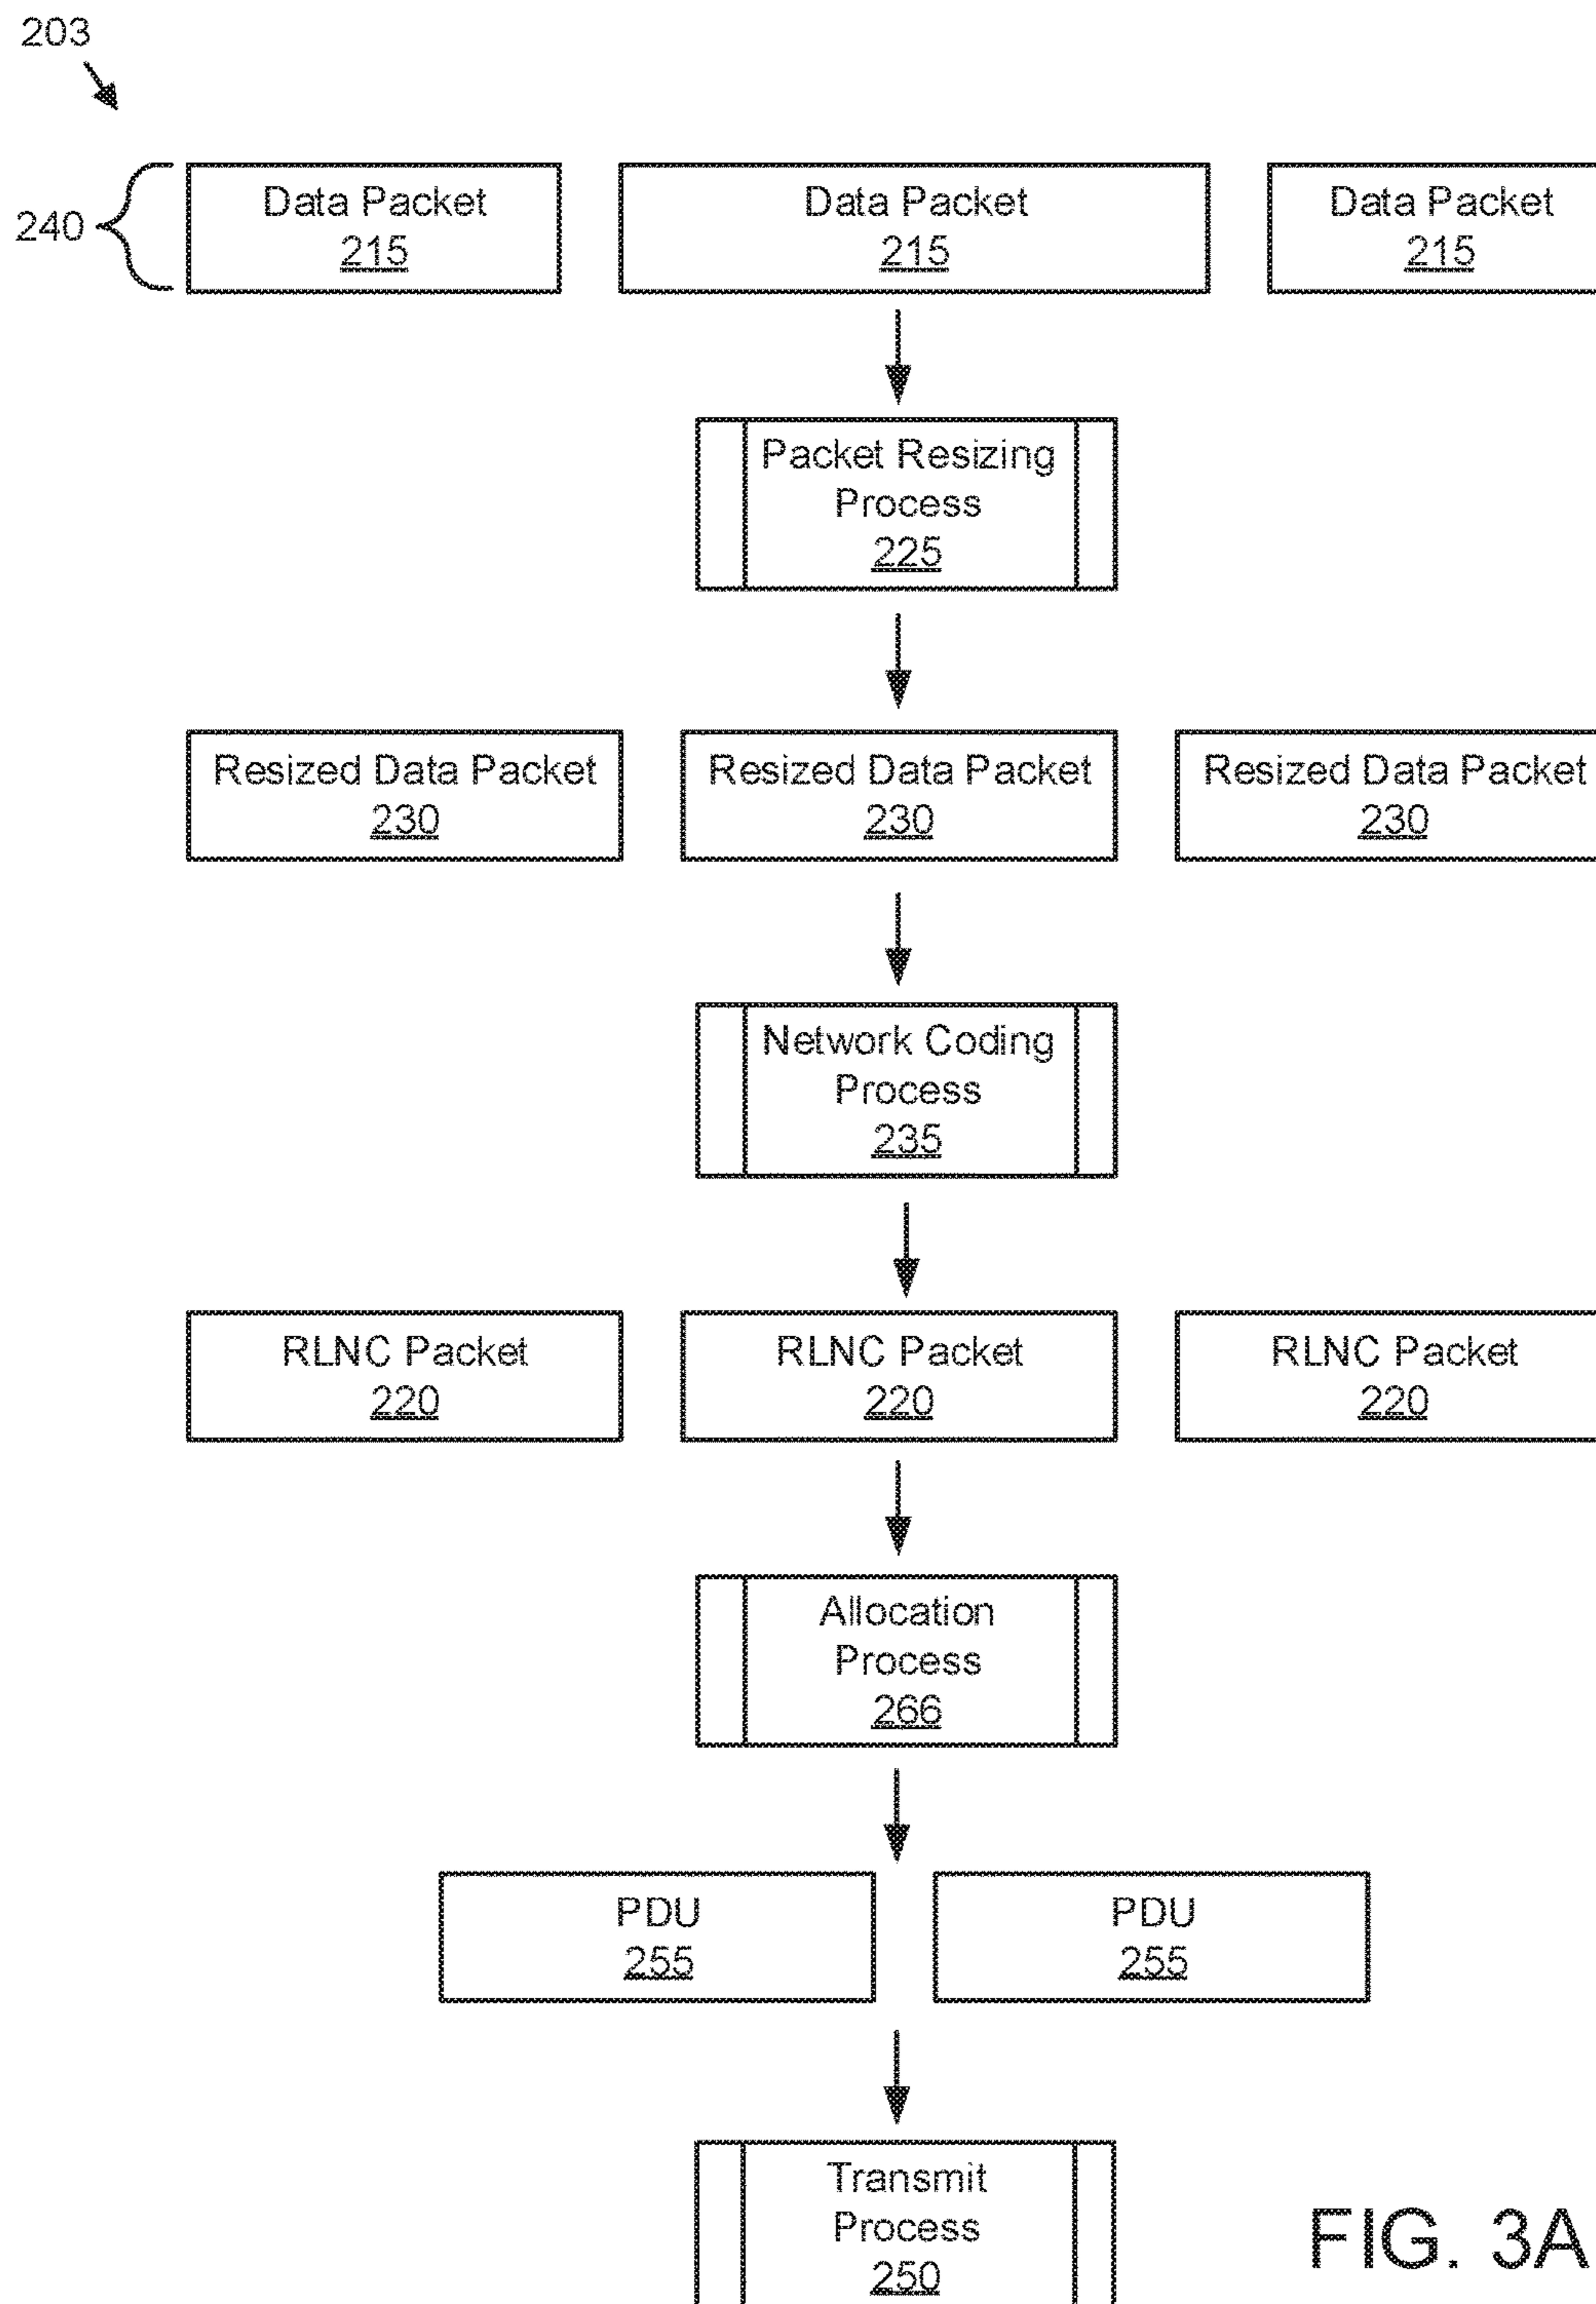 203
240
Data Packet
215
Data Packet
215
Data Packet
215
Packet Resizing
Process
225
Resized Data Packet
230
Resized Data Packet
230
Resized Data Packet
230
Network Coding
Process
235
RLNC Packet
220
RLNC Packet
220
RLNC Packet
220
Allocation
Process
266
PDU
255
PDU
255
Transmit
Process
250
FIG. 3A